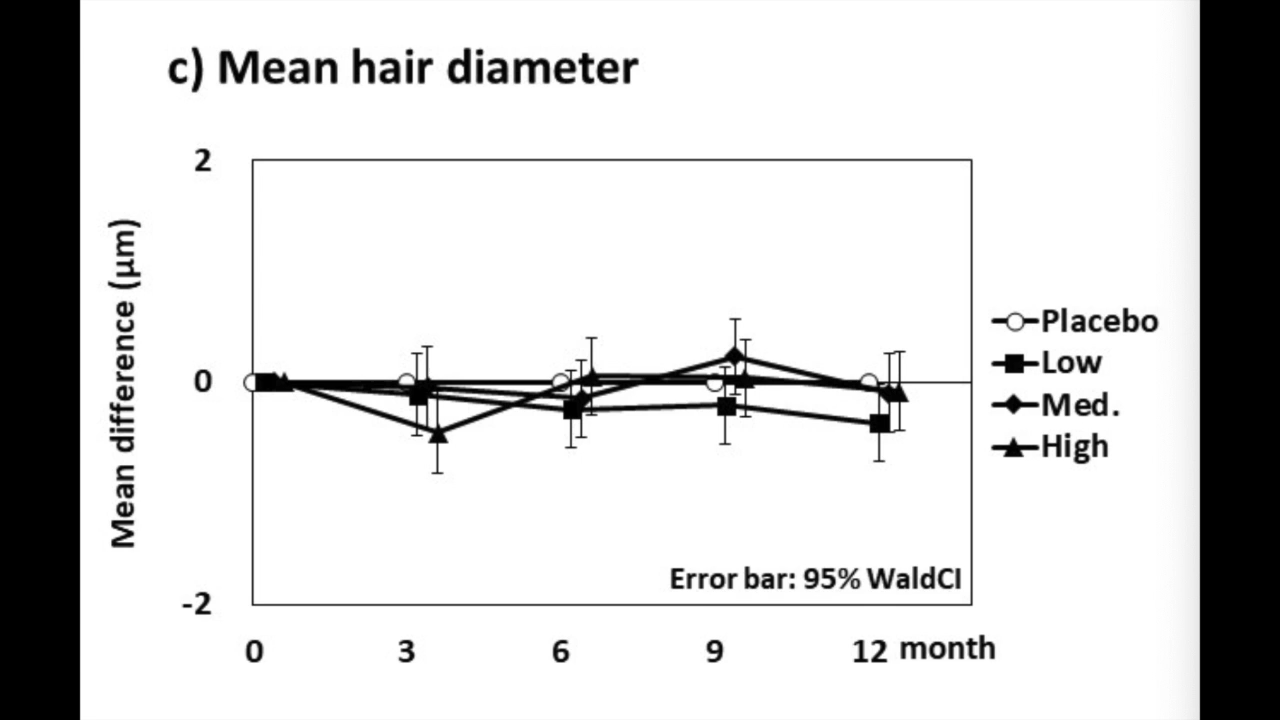 c) Mean hair diameter
2
0
-2
Mean difference (μm)
Placebo
Low
Med.
High
Error bar: 95% WaldCI
0 3 6 9 12 month